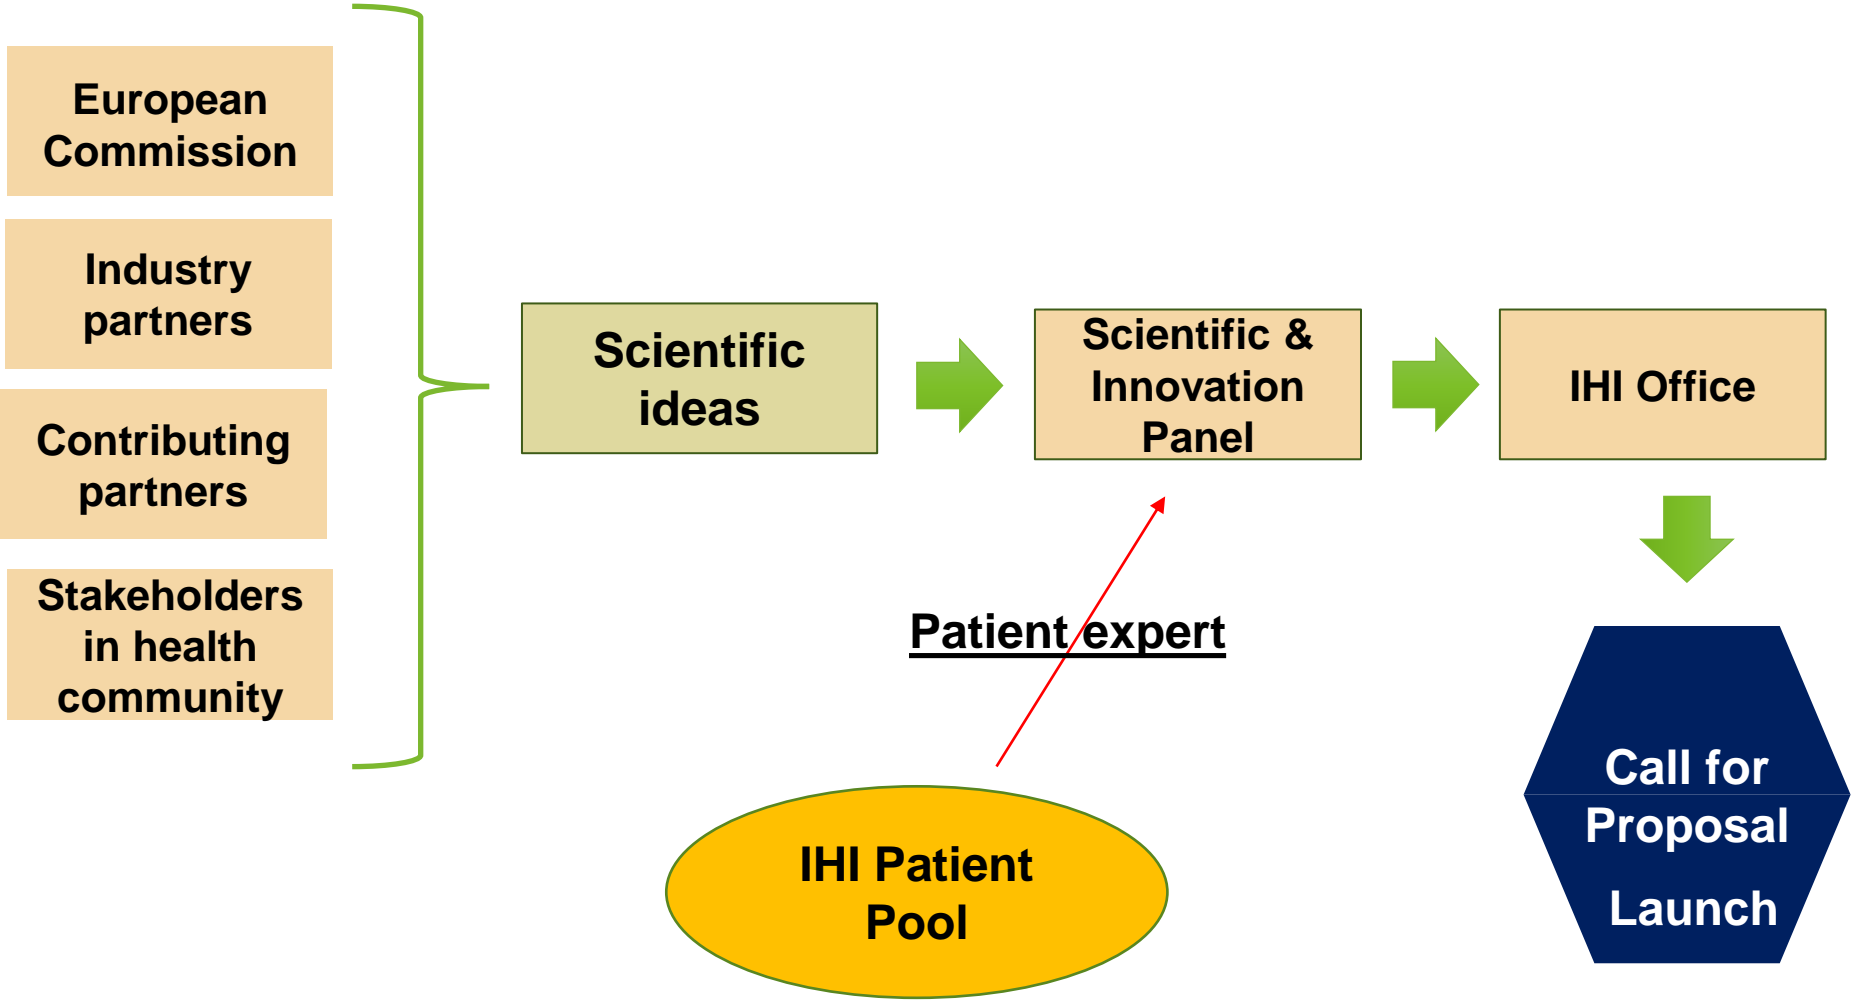 European
Commission
Industry
partners
Contributing
partners
Stakeholders
in health
community
Scientific
ideas
Scientific &
Innovation
Panel
IHI Office
Patient expert
IHI Patient
Pool
Call for
Proposal
Launch